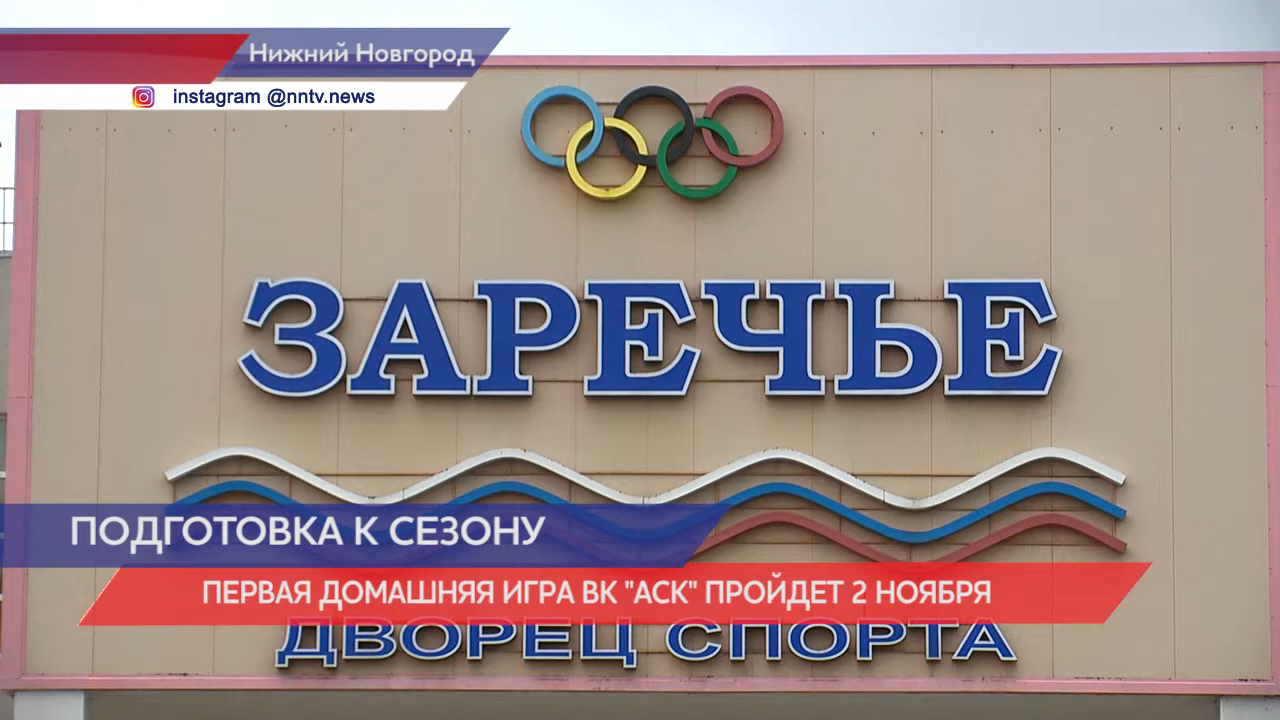 Нижний Новгород
instagram @nntv.news
ЗАРЕЧЬЕ
ПОДГОТОВКА К СЕЗОНУ
ПЕРВАЯ ДОМАШНЯЯ ИГРА ВК "АСК" ПРОЙДЕТ 2 НОЯБРЯ
ДВОРЕЦ СПОРТА